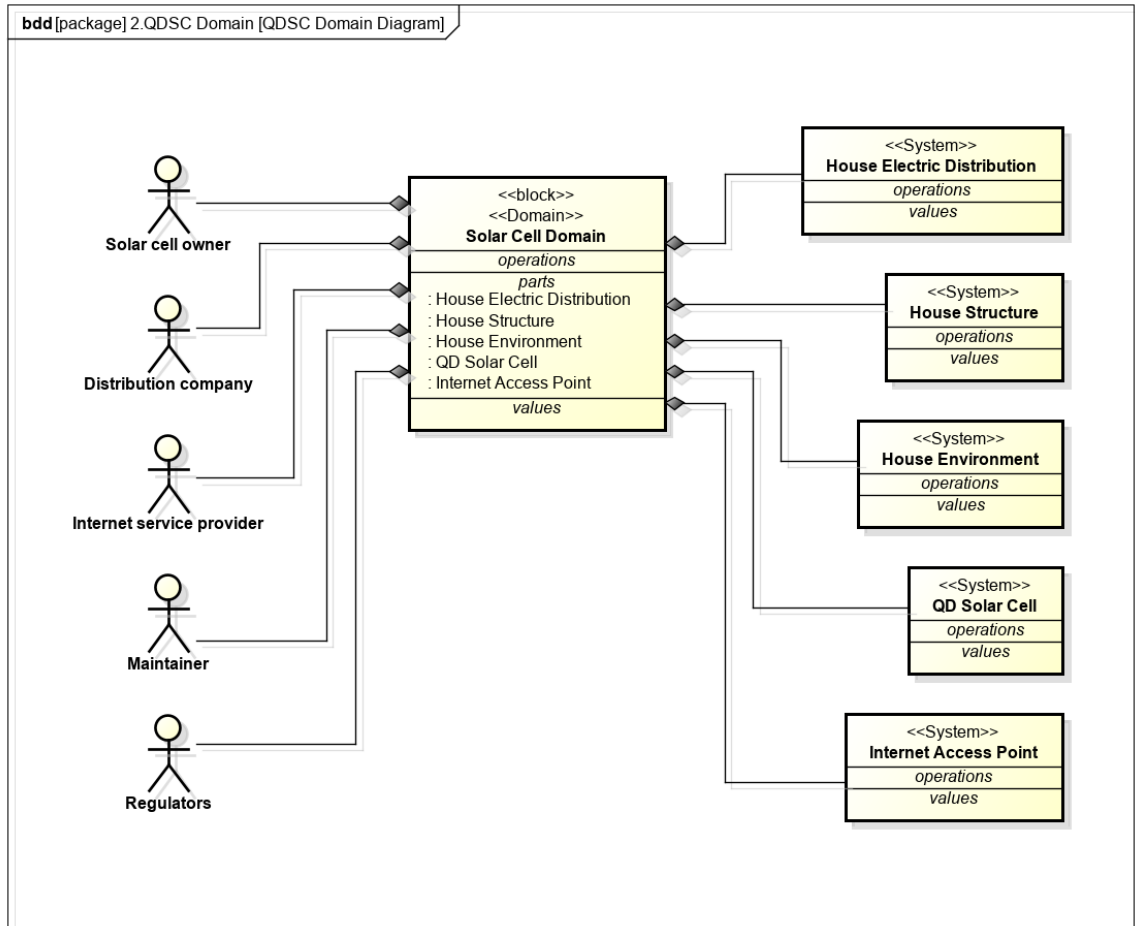 bdd [package] 2.QDSC Domain [QDSC Domain Diagram]
Solar cell owner
Distribution company
Internet service provider
Maintainer
Regulators
<<block>>
<<Domain>>
Solar Cell Domain
operations
parts
: House Electric Distribution
: House Structure
: House Environment
: QD Solar Cell
: Internet Access Point
values
<<System>>
House Electric Distribution
operations
values
<<System>>
House Structure
operations
values
<<System>>
House Environment
operations
values
<<System>>
QD Solar Cell
operations
values
<<System>>
Internet Access Point
operations
values